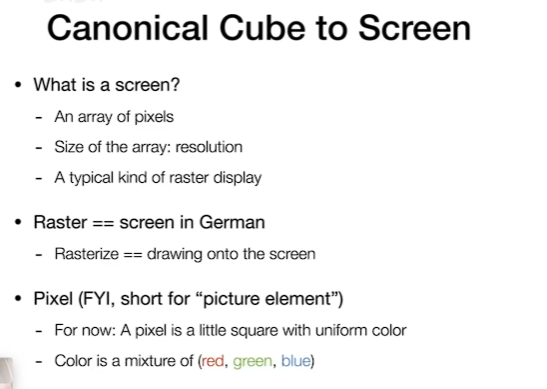 Canonical Cube to Screen
• What is a screen?
- An array of pixels
- Size of the array: resolution
- A typical kind of raster display
• Raster == screen in German
- Rasterize == drawing onto the screen
• Pixel (FYI, short for “picture element”)
- For now: A pixel is a little square with uniform color
- Color is a mixture of (red, green, blue)